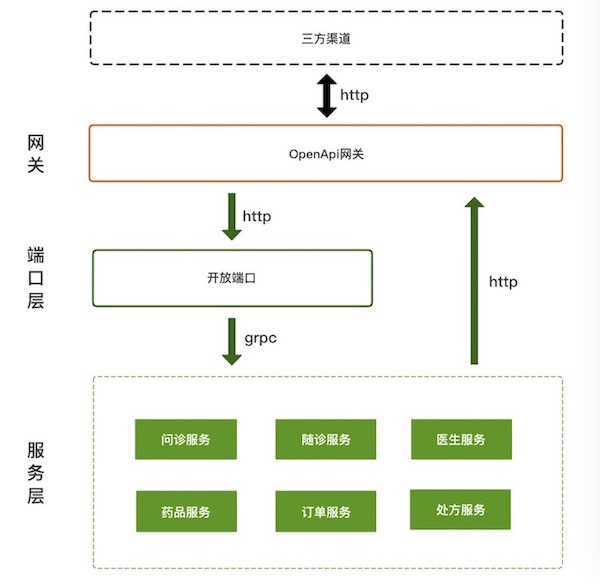 三方渠道
http
网关
OpenApi网关
http
端口层
开放端口
http
grpc
服务层
问诊服务
随诊服务
医生服务
药品服务
订单服务
处方服务